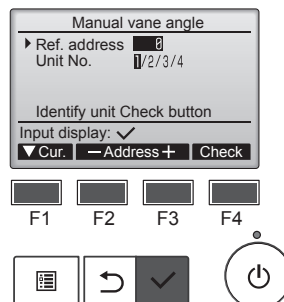 Manual vane angle
Ref. address 0
Unit No. 1/2/3/4
Identify unit Check button
Input display: ✓
▼Cur. −Address+ Check
F1 F2 F3 F4